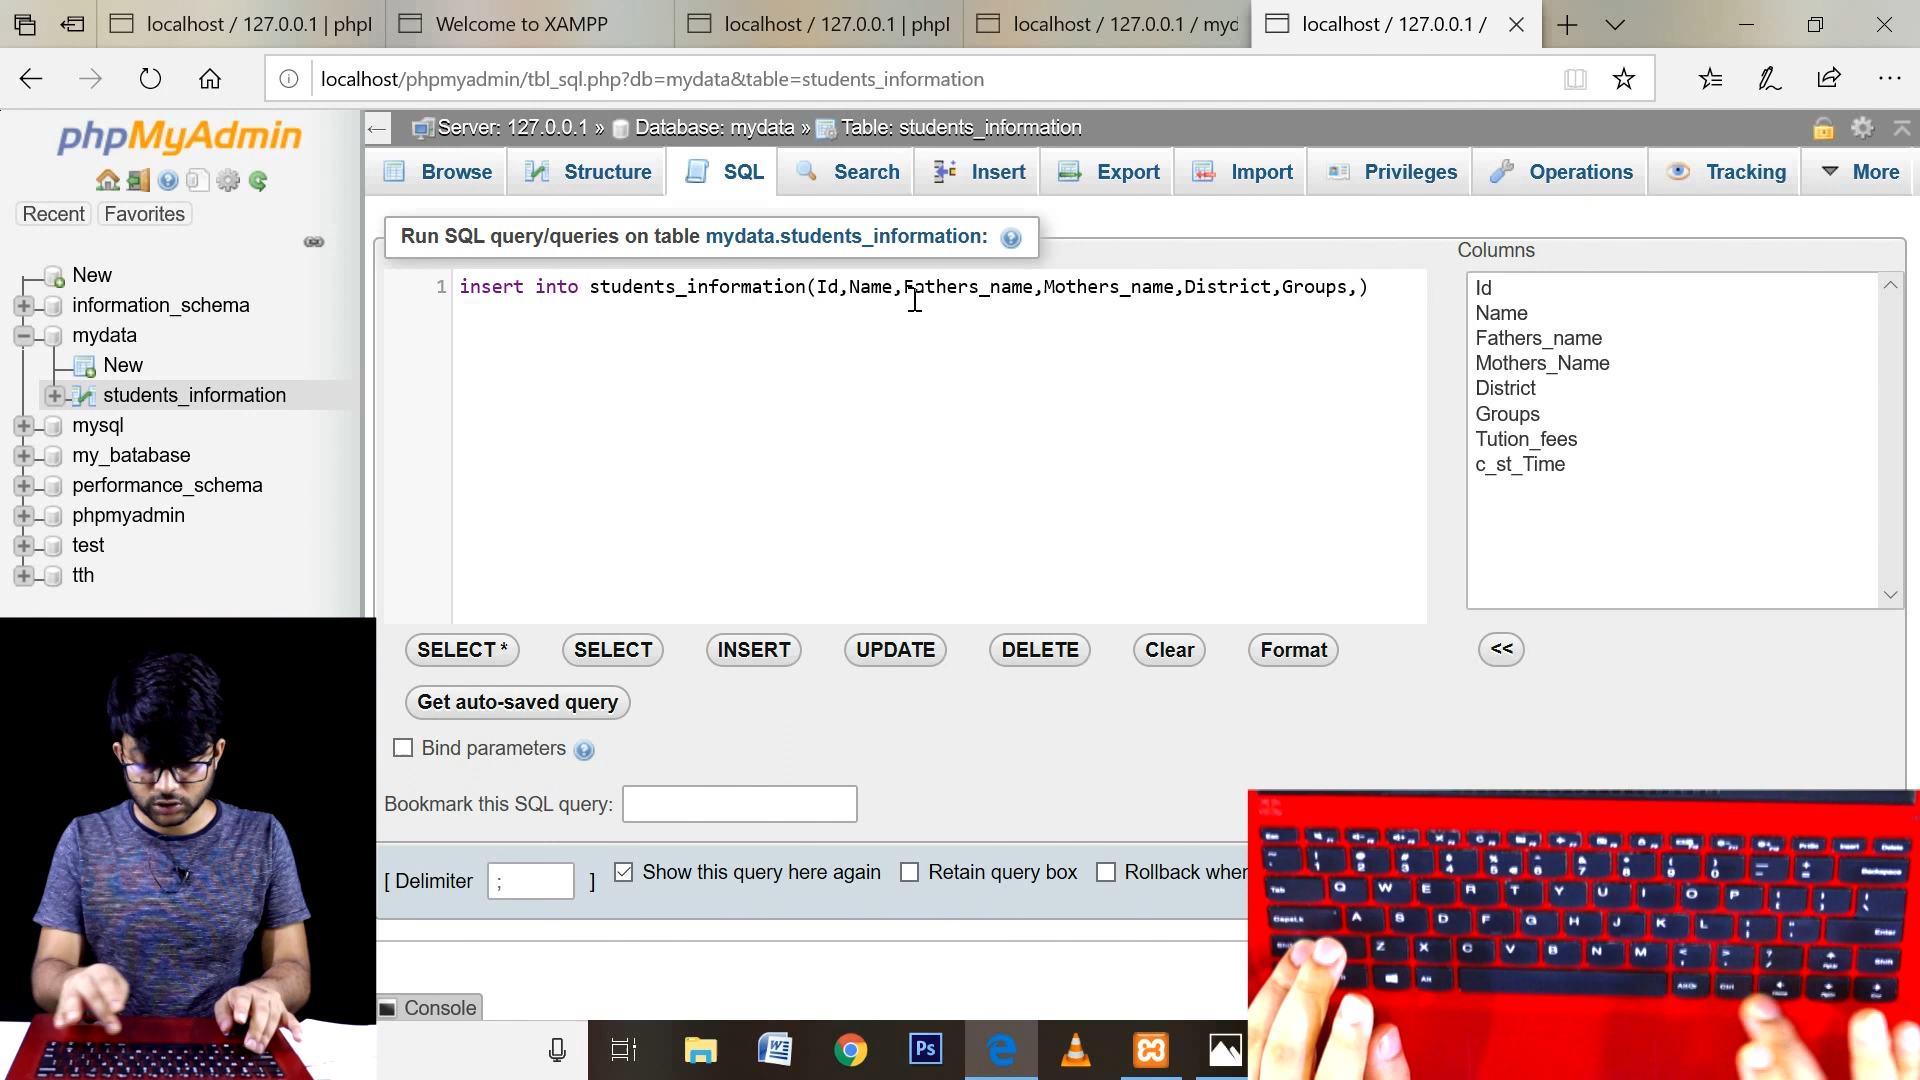 localhost / 127.0.0.1 | phpl
Welcome to XAMPP
localhost / 127.0.0.1 | phpl
localhost / 127.0.0.1 / myd
localhost / 127.0.0.1 /
localhost/phpmyadmin/tbl_sql.php?db=mydata&table=students_information
phpMyAdmin
Recent Favorites
New
information_schema
mydata
New
students_information
mysql
my_batabase
performance_schema
phpmyadmin
test
tth
Server: 127.0.0.1 » Database: mydata » Table: students_information
Browse Structure SQL Search Insert Export Import Privileges Operations Tracking More
Run SQL query/queries on table mydata.students_information:
1 insert into students_information(Id,Name,Fathers_name,Mothers_name,District,Groups,)
Columns
Id
Name
Fathers_name
Mothers_Name
District
Groups
Tution_fees
c_st_Time
SELECT * SELECT INSERT UPDATE DELETE Clear Format <<
Get auto-saved query
Bind parameters
Bookmark this SQL query:
[ Delimiter ; ] Show this query here again Retain query box Rollback wher
Console
Ps